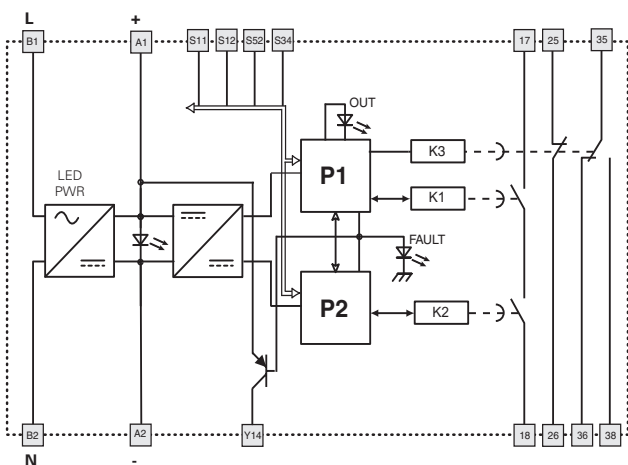 L +
B1 A1 S11 S12 S52 S34 17 25 35
OUT
LED
PWR
P1
K3
K1
FAULT
P2
K2
B2 A2 Y14 18 26 36 38
N -